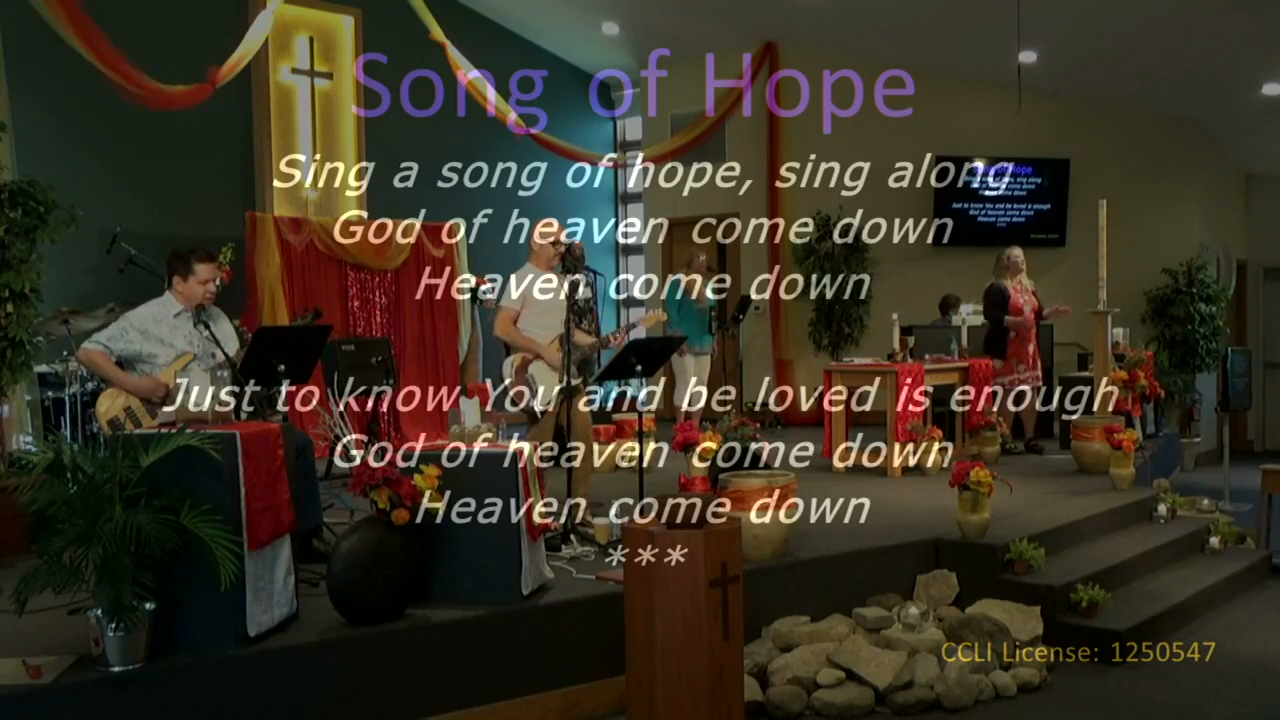 Song of Hope
Sing a song of hope, sing along
God of heaven come down
Heaven come down
Just to know You and be loved is enough
God of heaven come down
Heaven come down
***
CCLI License: 1250547